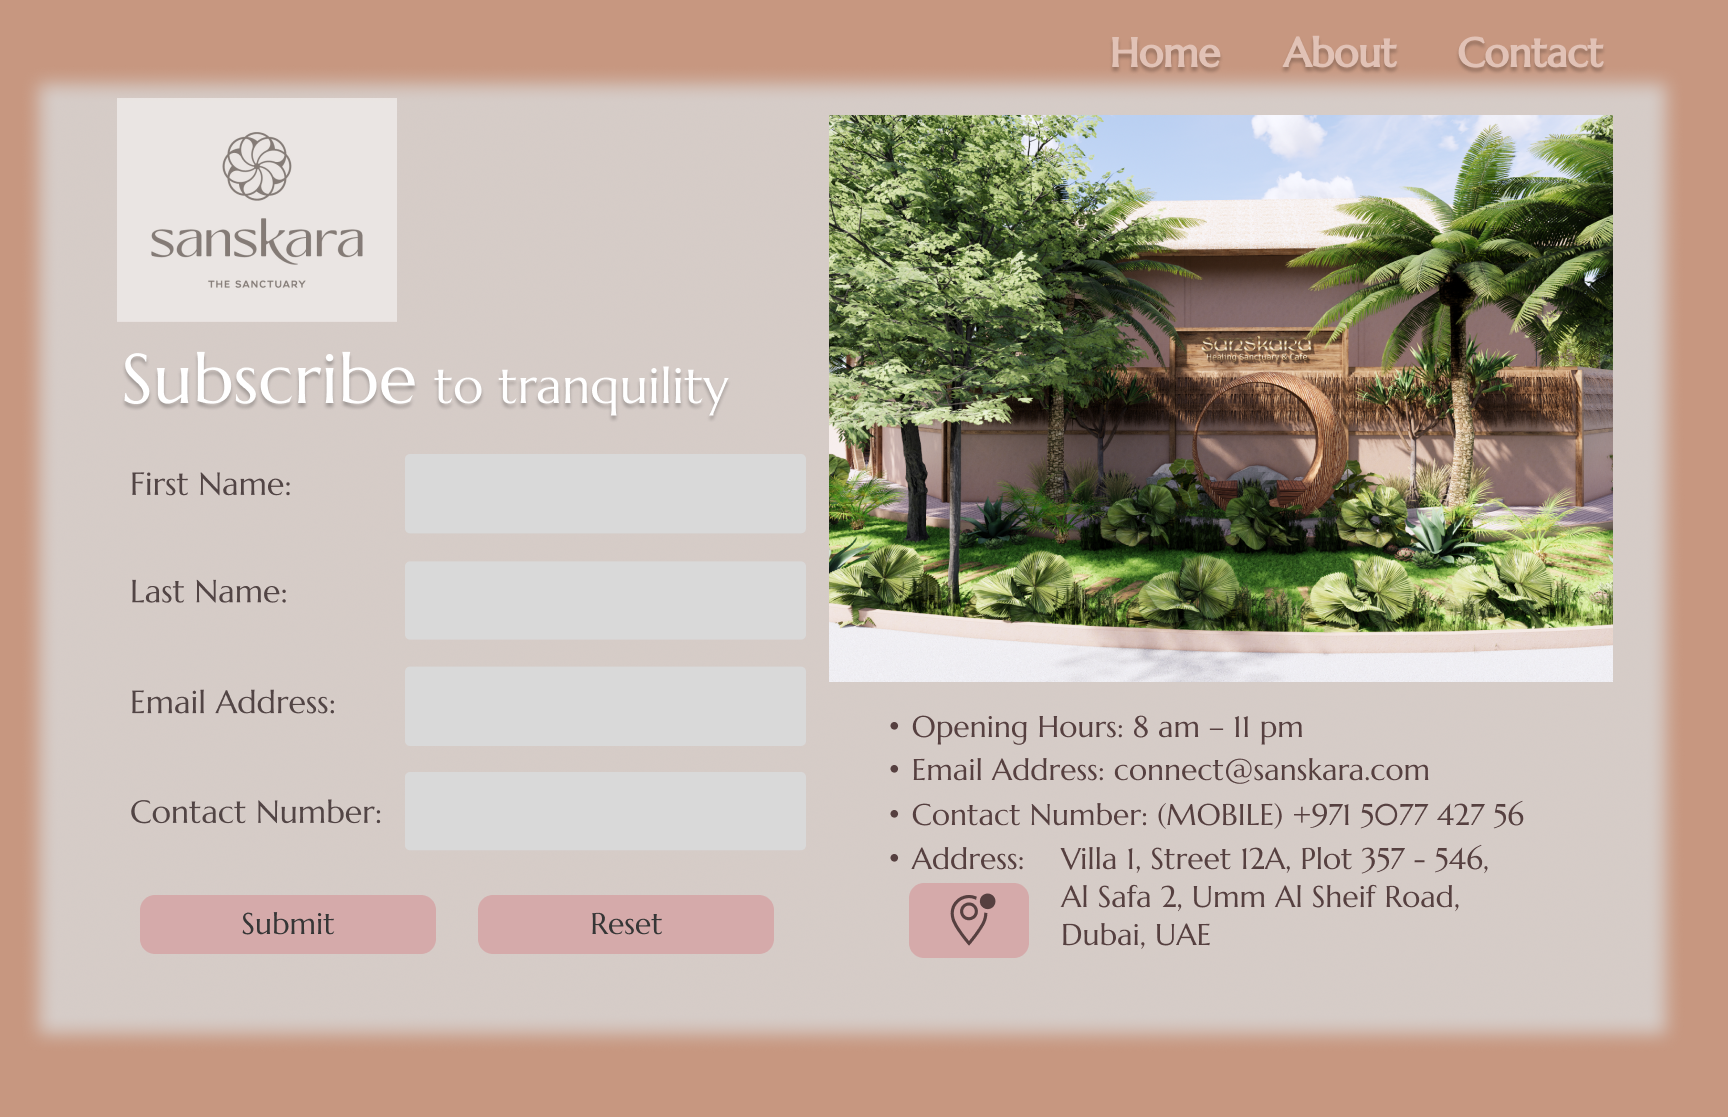 Home About Contact
sanskara
THE SANCTUARY
Subscribe to tranquility
First Name:
Last Name:
Email Address:
Contact Number:
Submit Reset
sanskara
Healing Sanctuary & Cafe
• Opening Hours: 8 am – 11 pm
• Email Address: connect@sanskara.com
• Contact Number: (MOBILE) +971 5077 427 56
• Address: Villa 1, Street 12A, Plot 357 - 546,
Al Safa 2, Umm Al Sheif Road,
Dubai, UAE